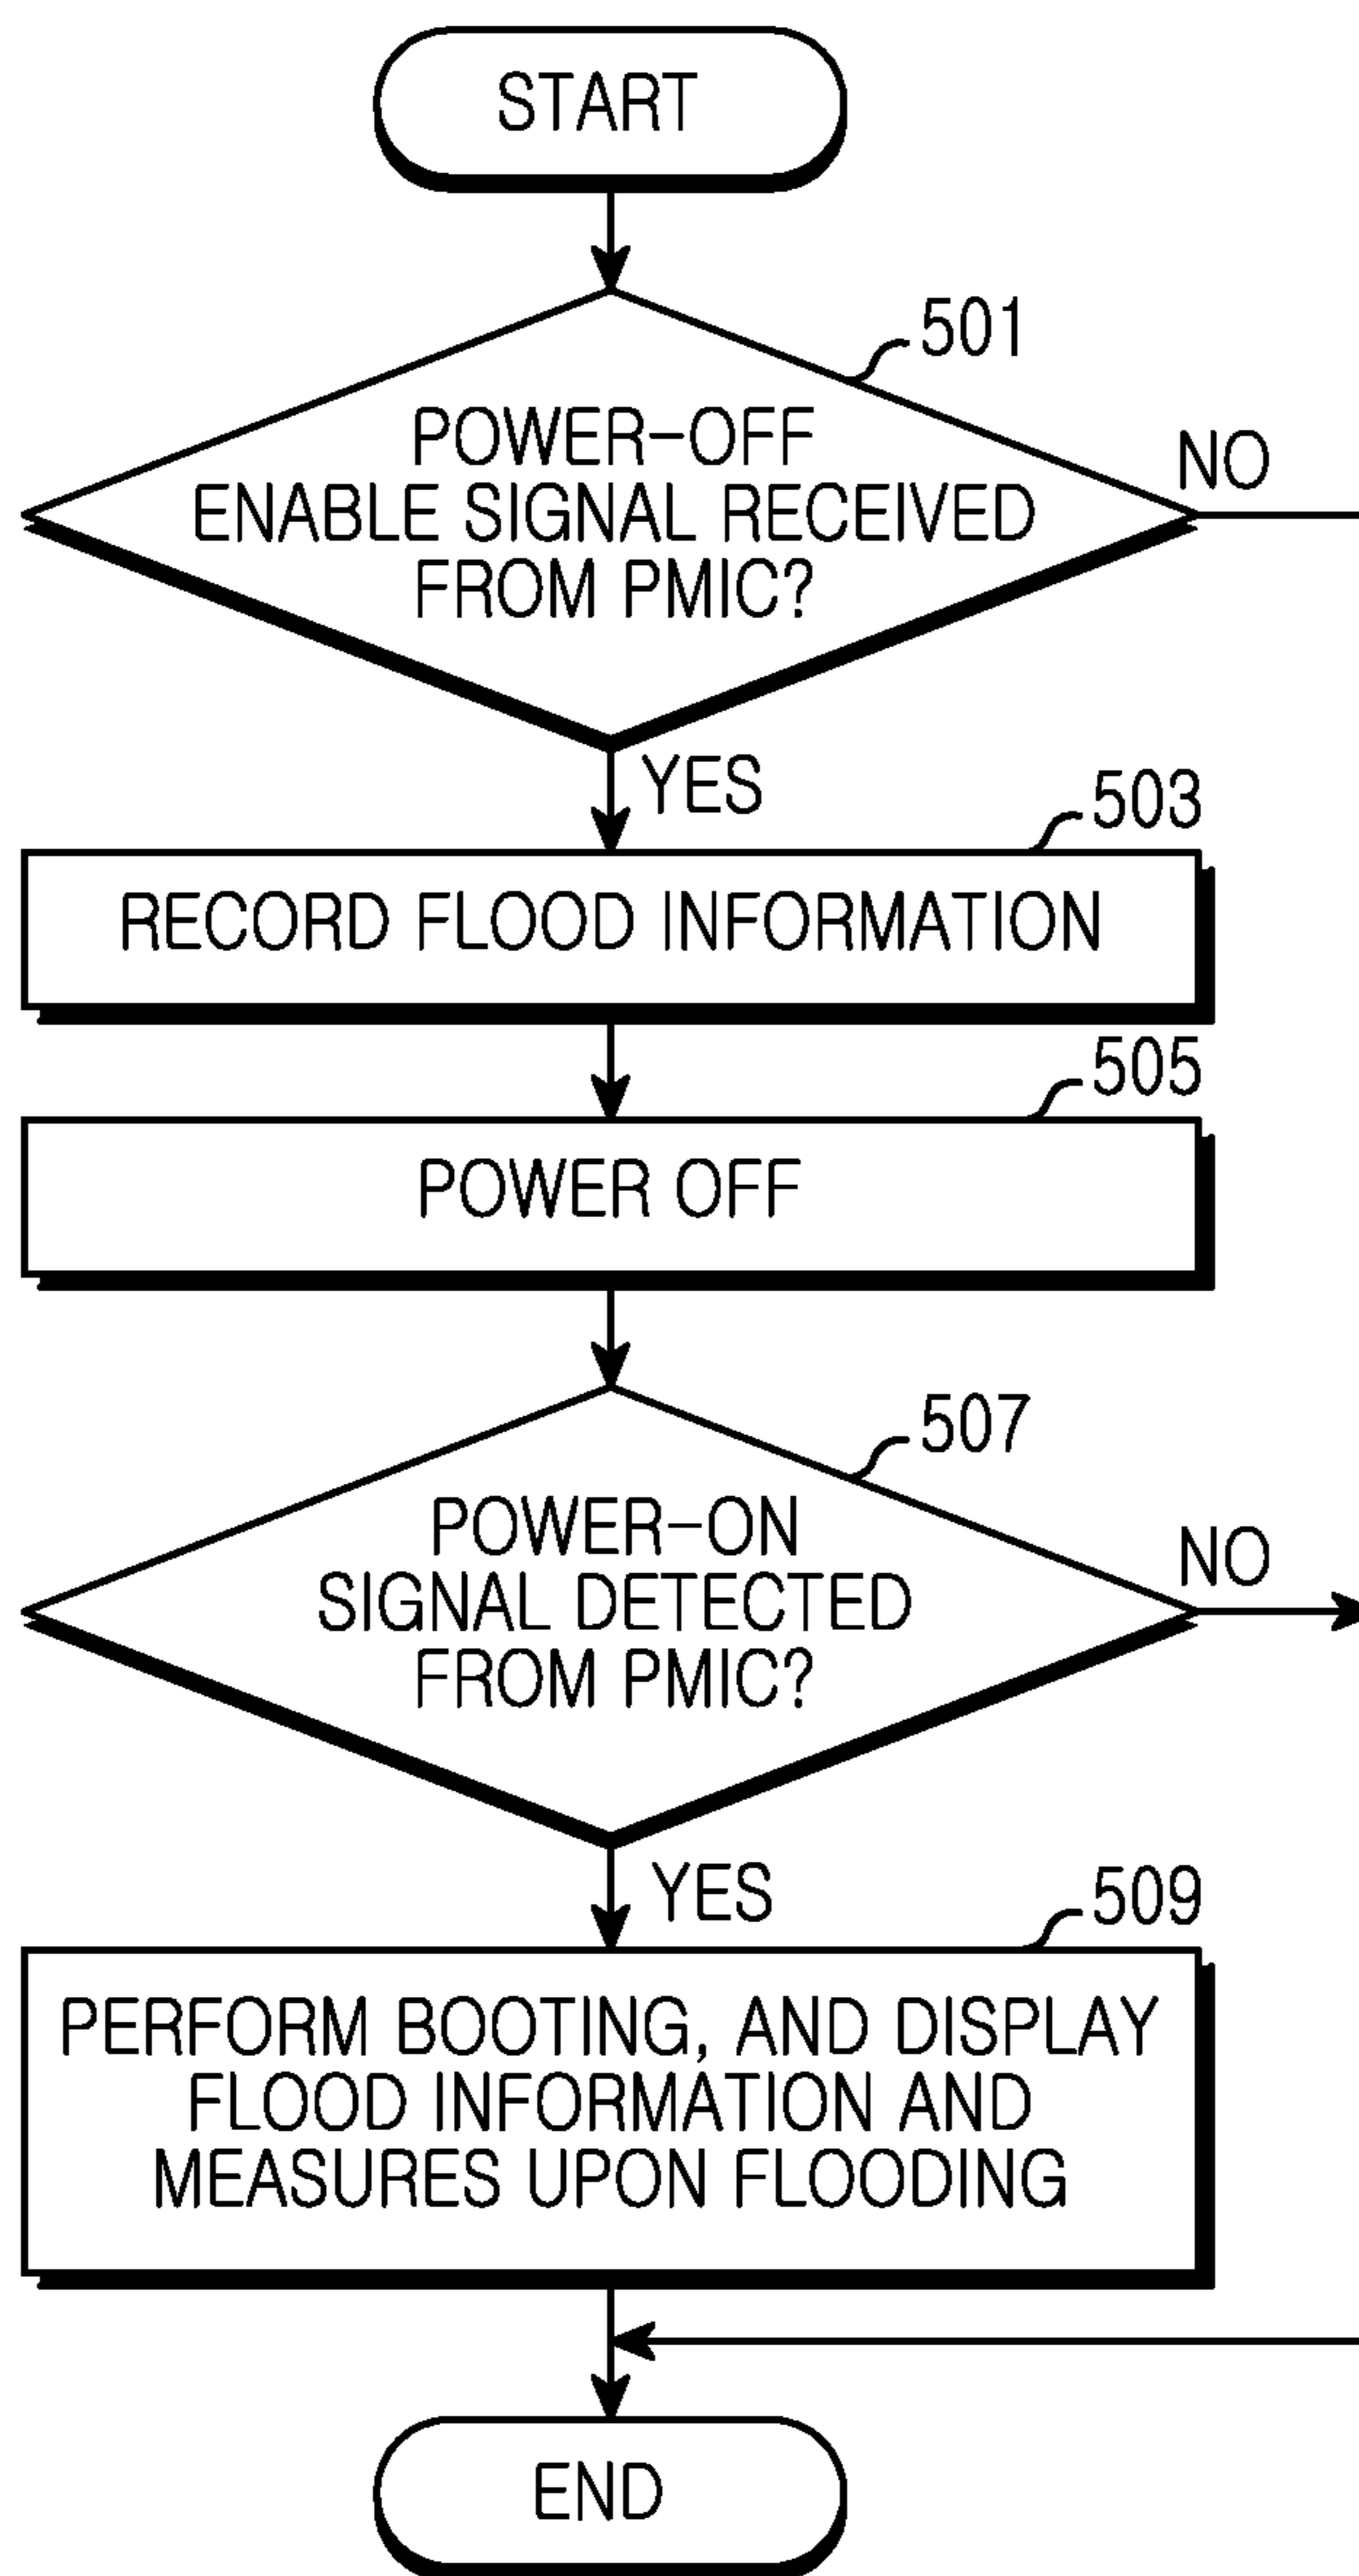 START
501
POWER-OFF
ENABLE SIGNAL RECEIVED
FROM PMIC?
NO
YES
503
RECORD FLOOD INFORMATION
505
POWER OFF
507
POWER-ON
SIGNAL DETECTED
FROM PMIC?
NO
YES
509
PERFORM BOOTING, AND DISPLAY
FLOOD INFORMATION AND
MEASURES UPON FLOODING
END